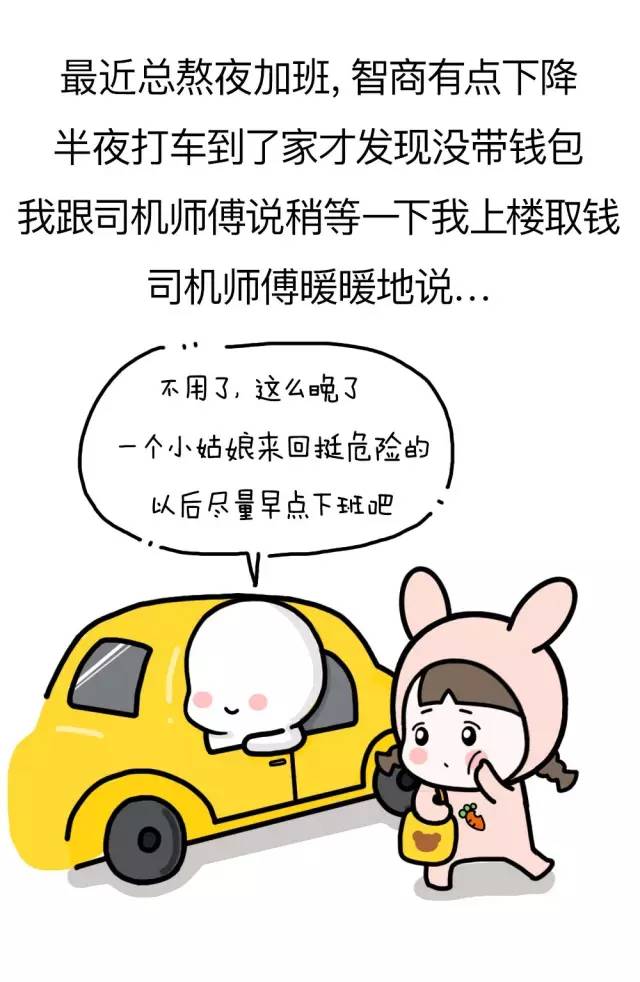 最近总熬夜加班, 智商有点下降
半夜打车到了家才发现没带钱包
我跟司机师傅说稍等一下我上楼取钱
司机师傅暖暖地说…
不用了, 这么晚了
一个小姑娘来回挺危险的
以后尽量早点下班吧